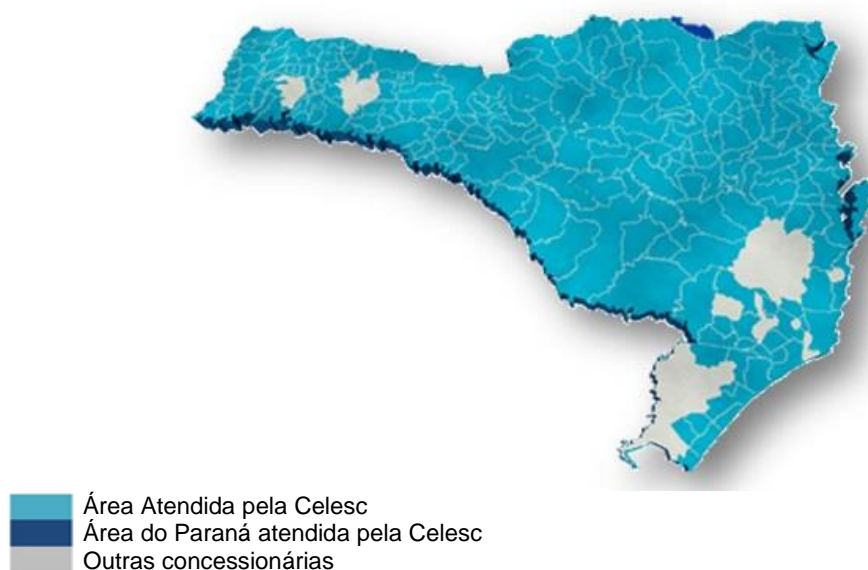 Área Atendida pela Celesc
Área do Paraná atendida pela Celesc
Outras concessionárias